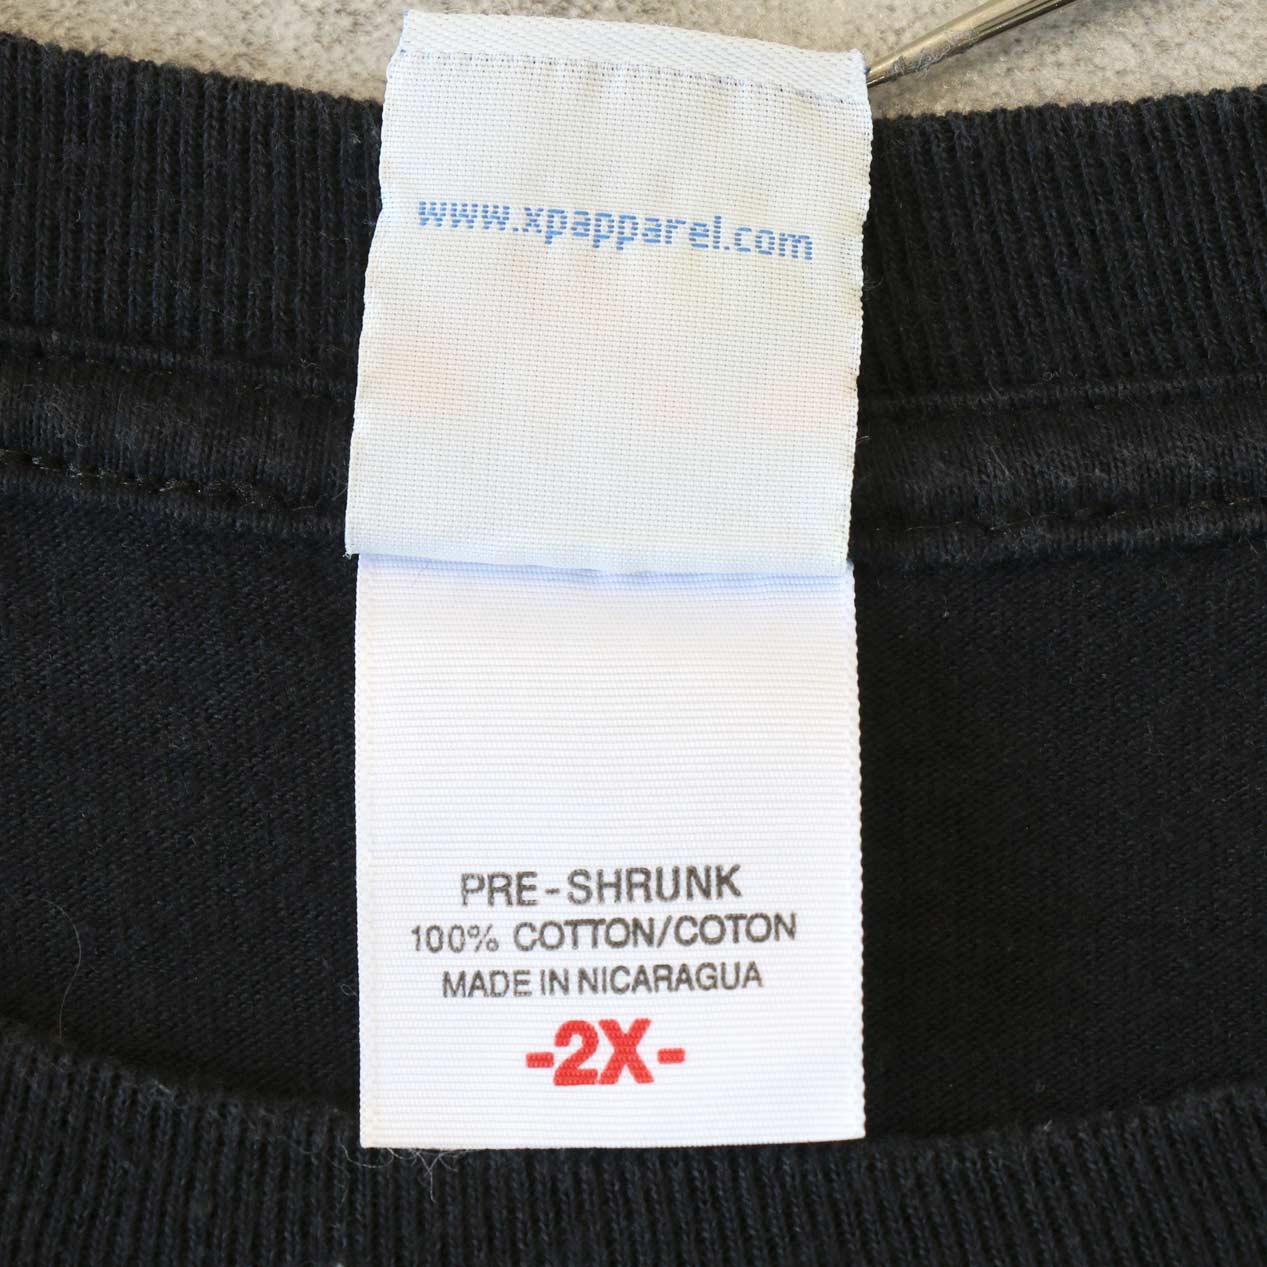 www.xpapparel.com
PRE-SHRUNK
100% COTTON/COTON
MADE IN NICARAGUA
-2X-